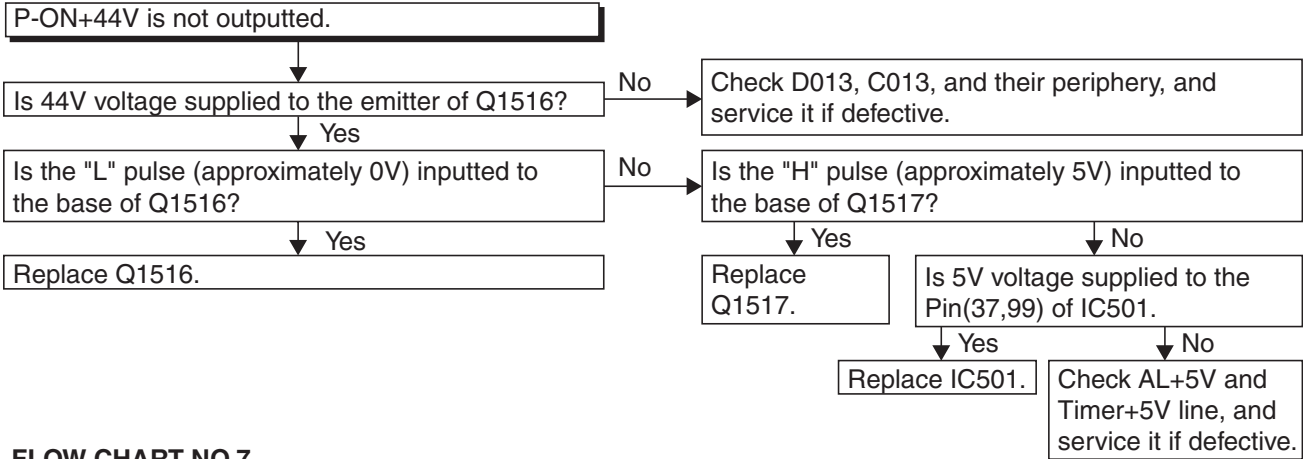 P-ON+44V is not outputted.
Is 44V voltage supplied to the emitter of Q1516?
No
Check D013, C013, and their periphery, and
service it if defective.
Yes
Is the "L" pulse (approximately 0V) inputted to
the base of Q1516?
No
Is the "H" pulse (approximately 5V) inputted to
the base of Q1517?
Yes
Replace Q1516.
Yes
Replace
Q1517.
No
Is 5V voltage supplied to the
Pin(37,99) of IC501.
Yes
Replace IC501.
No
Check AL+5V and
Timer+5V line, and
service it if defective.
FLOW CHART NO.7